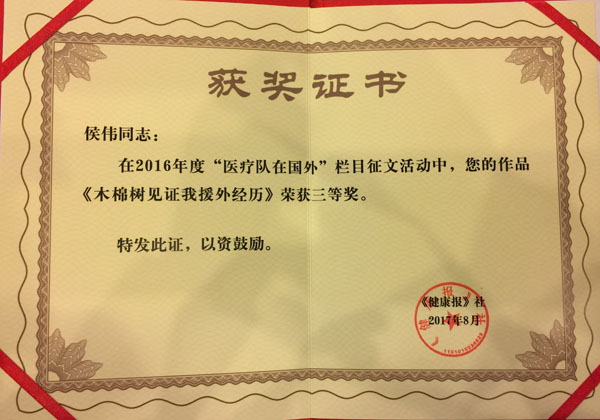 获奖证书
侯伟同志：
在2016年度“医疗队在国外”栏目征文活动中，您的作品
《木棉树见证我援外经历》荣获三等奖。
特发此证，以资鼓励。
《健康报》社
2017年8月